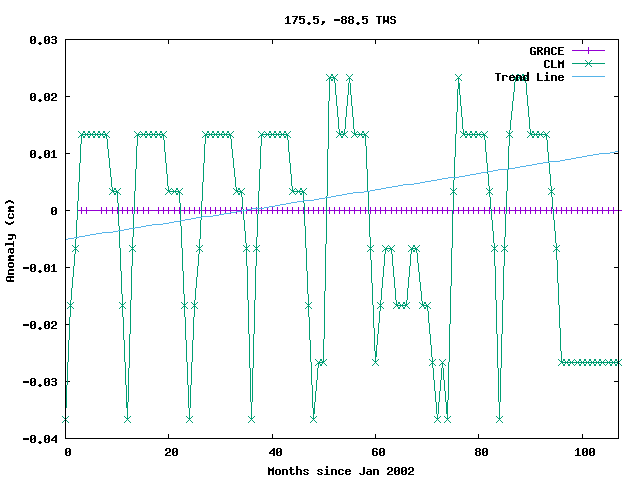 175.5, -88.5 TWS
GRACE
CLM
Trend Line
0.03
0.02
0.01
0
-0.01
-0.02
-0.03
-0.04
Anomaly (cm)
0 20 40 60 80 100
Months since Jan 2002